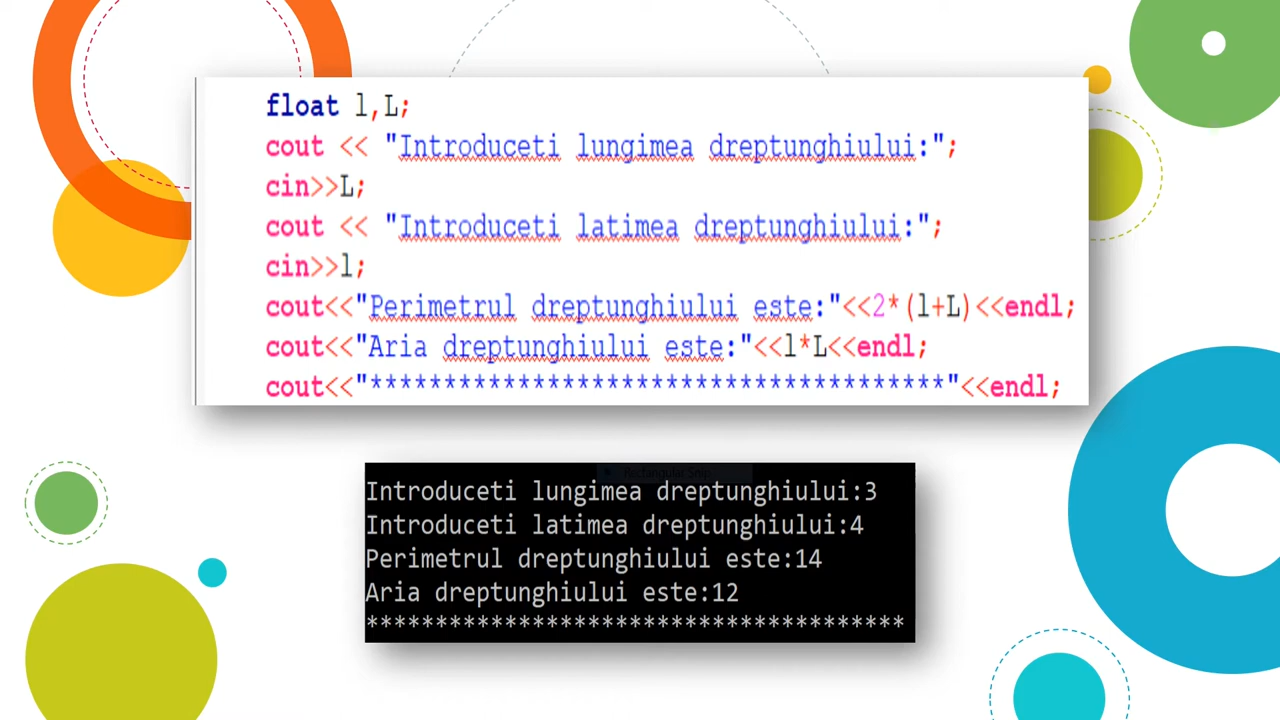 float l,L;
cout << "Introduceti lungimea dreptunghiului:";
cin>>L;
cout << "Introduceti latimea dreptunghiului:";
cin>>l;
cout<<"Perimetrul dreptunghiului este:"<<2*(l+L)<<endl;
cout<<"Aria dreptunghiului este:"<<l*L<<endl;
cout<<"***************************************"<<endl;
Rectangular Snip
Introduceti lungimea dreptunghiului:3
Introduceti latimea dreptunghiului:4
Perimetrul dreptunghiului este:14
Aria dreptunghiului este:12
***************************************